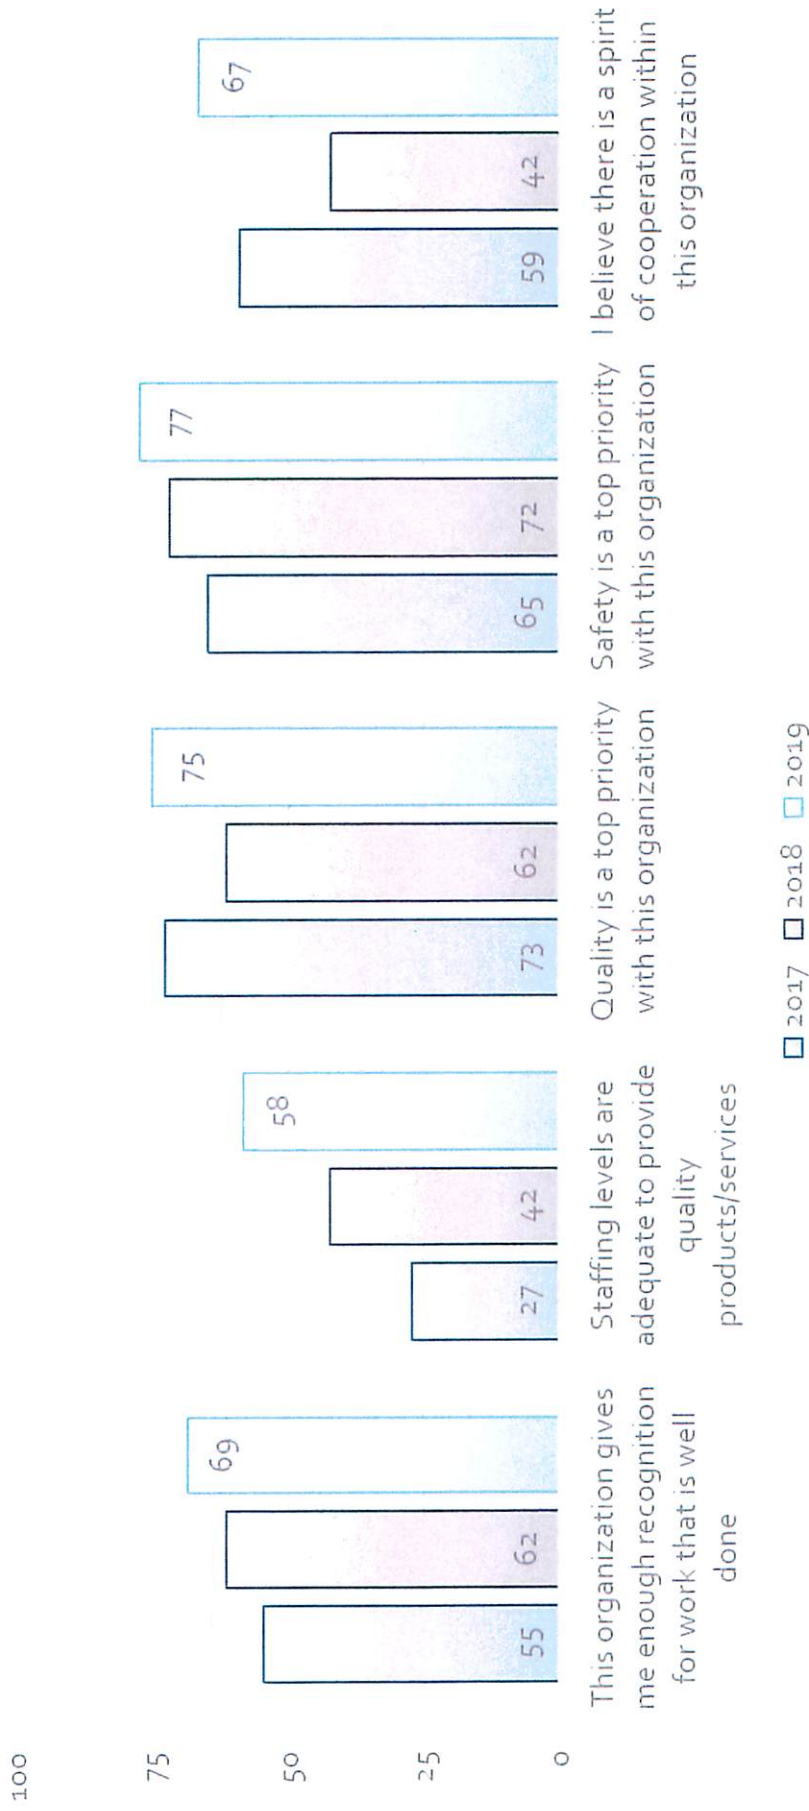 100
75
50
25
0
55
62
69
27
42
58
73
62
75
65
72
77
59
42
67
This organization gives
me enough recognition
for work that is well
done
Staffing levels are
adequate to provide
quality
products/services
Quality is a top priority
with this organization
Safety is a top priority
with this organization
I believe there is a spirit
of cooperation within
this organization
2017 2018 2019